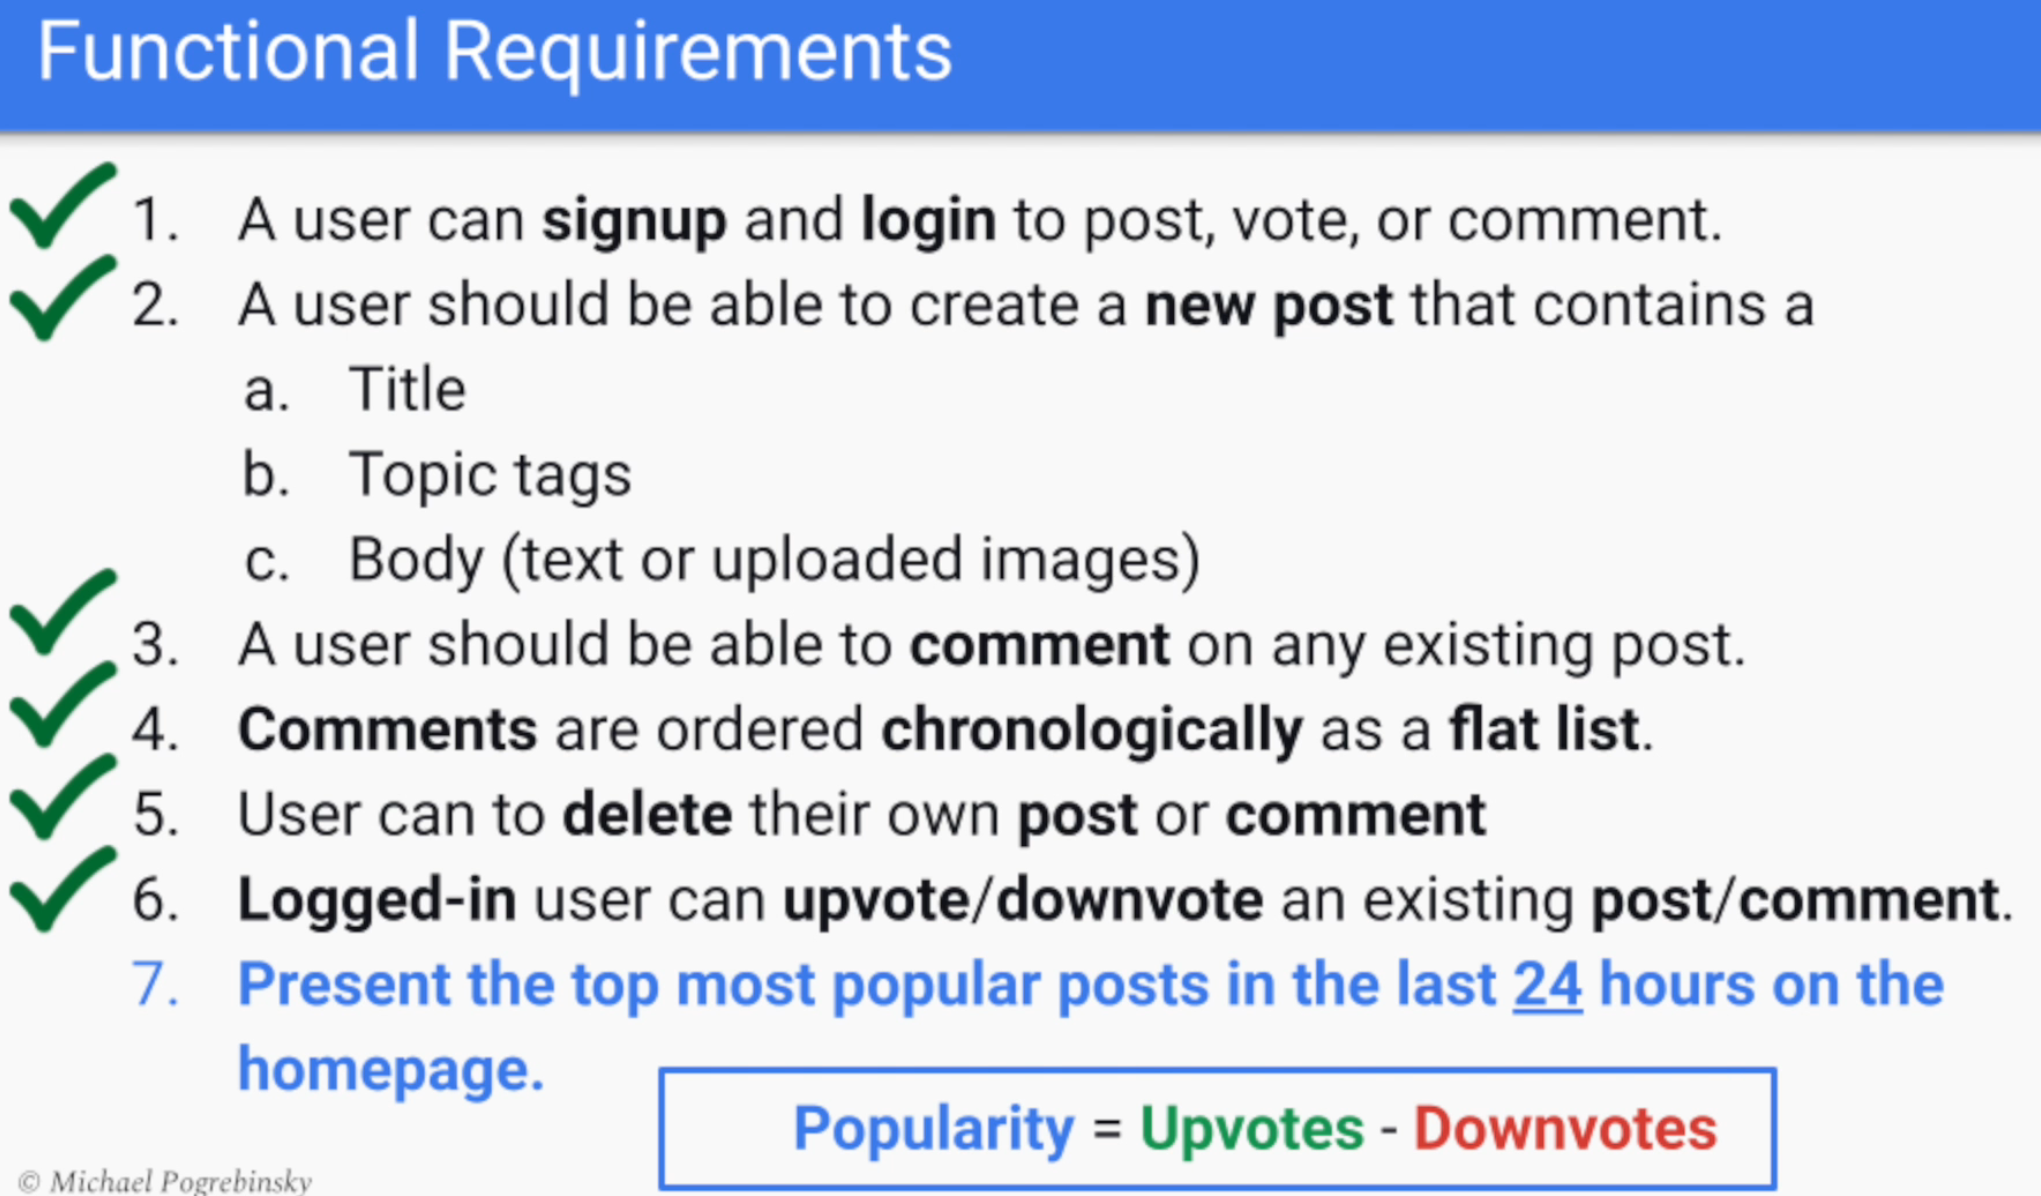 Functional Requirements
1. A user can signup and login to post, vote, or comment.
2. A user should be able to create a new post that contains a
a. Title
b. Topic tags
c. Body (text or uploaded images)
3. A user should be able to comment on any existing post.
4. Comments are ordered chronologically as a flat list.
5. User can to delete their own post or comment
6. Logged-in user can upvote/downvote an existing post/comment.
7. Present the top most popular posts in the last 24 hours on the
homepage.
Popularity = Upvotes - Downvotes
© Michael Pogrebinsky